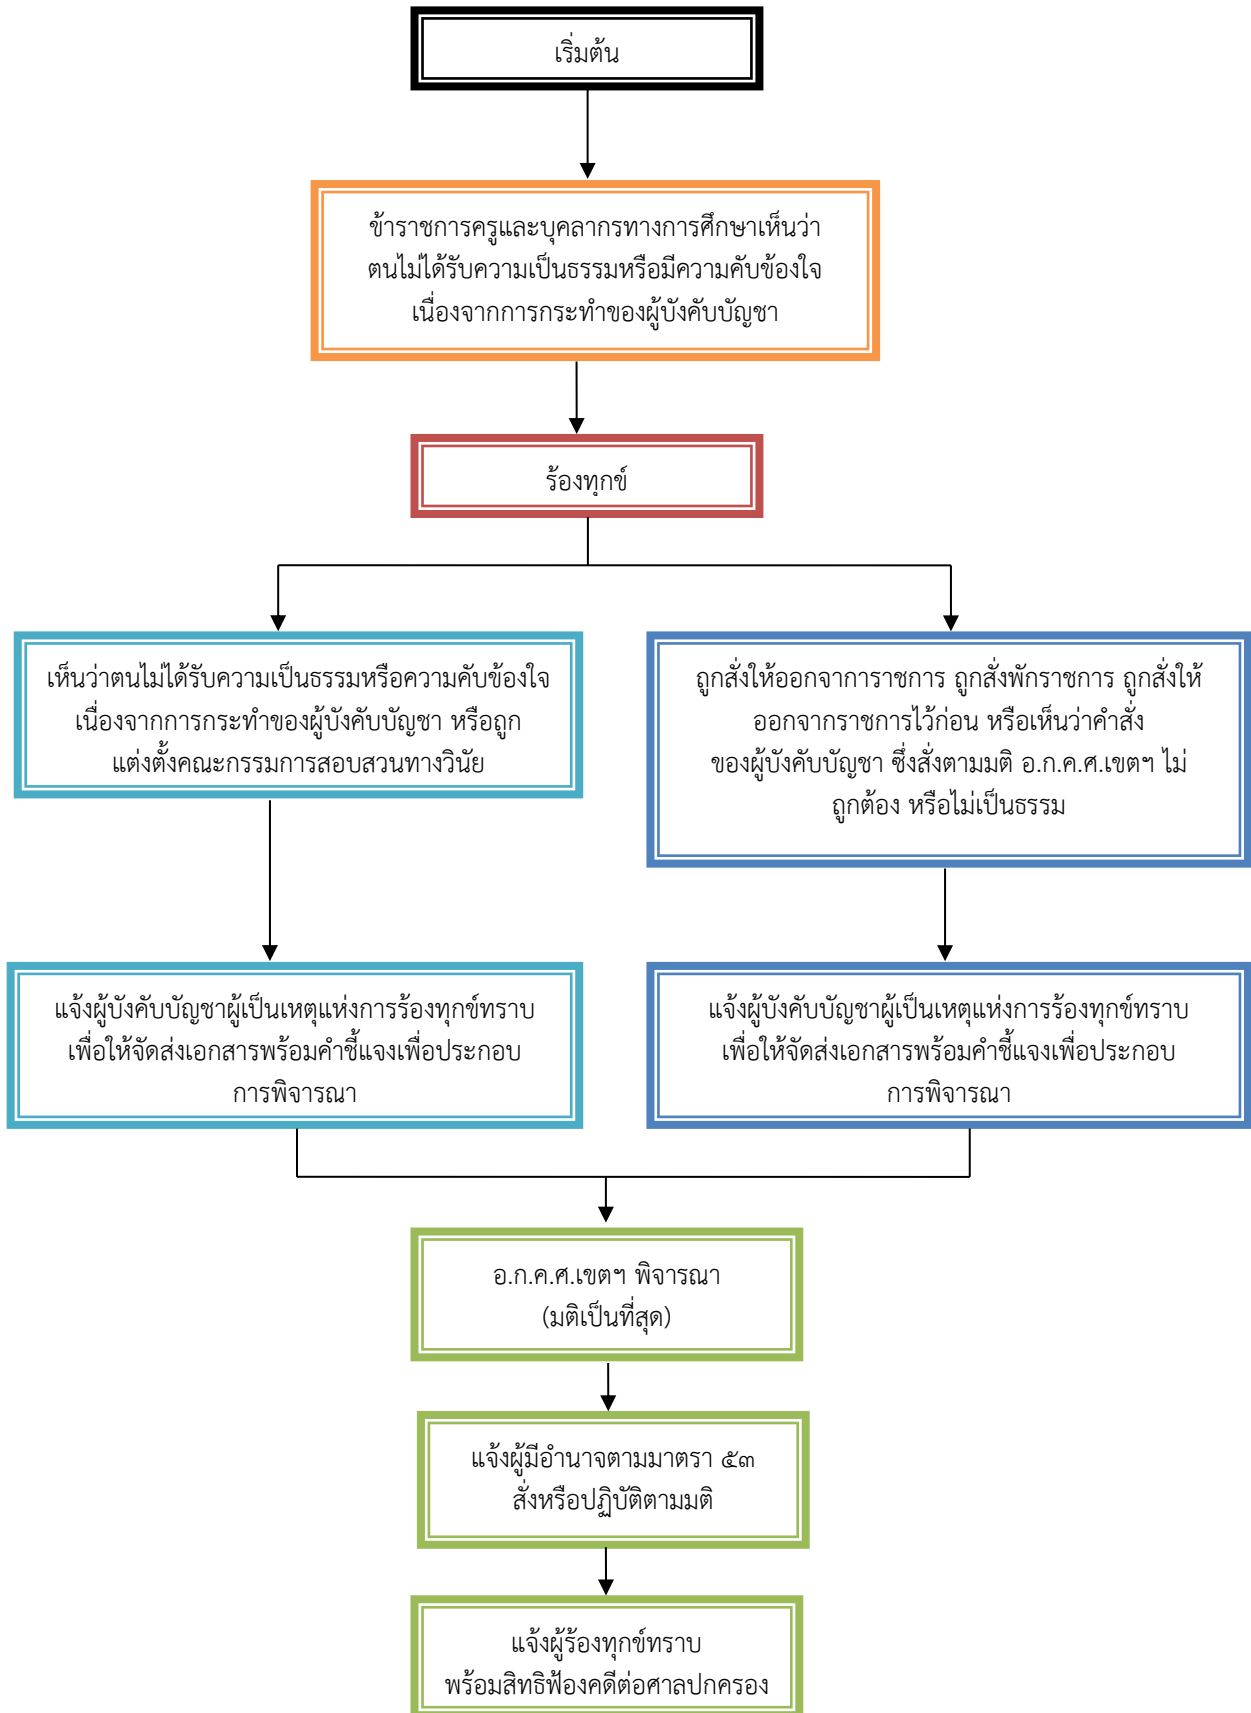 เริ่มต้น
ข้าราชการครูและบุคลากรทางการศึกษาเห็นว่า
ตนไม่ได้รับความเป็นธรรมหรือมีความคับข้องใจ
เนื่องจากการกระทำของผู้บังคับบัญชา
ร้องทุกข์
เห็นว่าตนไม่ได้รับความเป็นธรรมหรือความคับข้องใจ
เนื่องจากการกระทำของผู้บังคับบัญชา หรือถูก
แต่งตั้งคณะกรรมการสอบสวนทางวินัย
ถูกสั่งให้ออกจาการาชการ ถูกสั่งพักราชการ ถูกสั่งให้
ออกจากราชการไว้ก่อน หรือเห็นว่าคำสั่ง
ของผู้บังคับบัญชา ซึ่งสั่งตามมติ อ.ก.ค.ศ.เขตฯ ไม่
ถูกต้อง หรือไม่เป็นธรรม
แจ้งผู้บังคับบัญชาผู้เป็นเหตุแห่งการร้องทุกข์ทราบ
เพื่อให้จัดส่งเอกสารพร้อมคำชี้แจงเพื่อประกอบ
การพิจารณา
แจ้งผู้บังคับบัญชาผู้เป็นเหตุแห่งการร้องทุกข์ทราบ
เพื่อให้จัดส่งเอกสารพร้อมคำชี้แจงเพื่อประกอบ
การพิจารณา
อ.ก.ค.ศ.เขตฯ พิจารณา
(มติเป็นที่สุด)
แจ้งผู้มีอำนาจตามมาตรา ๕๓
สั่งหรือปฏิบัติตามมติ
แจ้งผู้ร้องทุกข์ทราบ
พร้อมสิทธิฟ้องคดีต่อศาลปกครอง